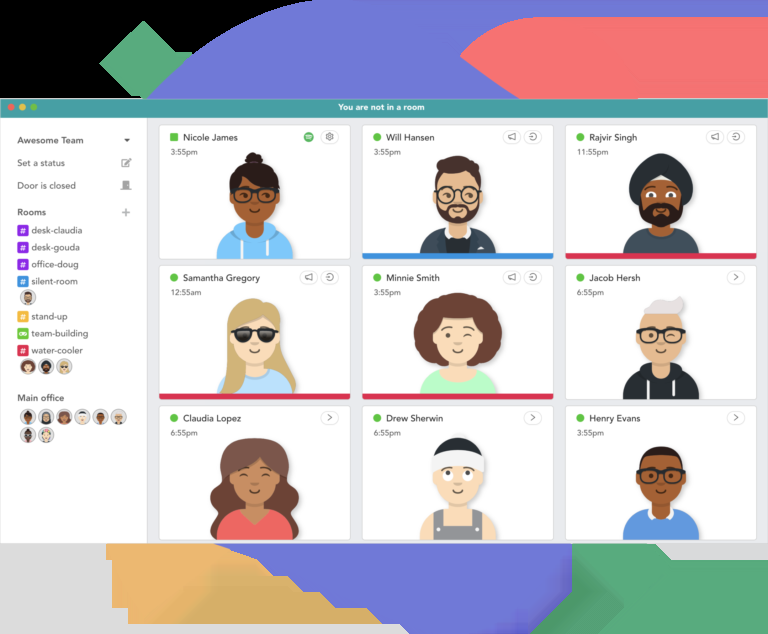 You are not in a room
Awesome Team
Set a status
Door is closed
Rooms
# desk-claudia
# desk-gouda
# office-doug
# silent-room
# stand-up
team-building
# water-cooler
Main office
Nicole James
3:55pm
Will Hansen
3:55pm
Rajvir Singh
11:55pm
Samantha Gregory
12:55am
Minnie Smith
3:55pm
Jacob Hersh
6:55pm
Claudia Lopez
6:55pm
Drew Sherwin
6:55pm
Henry Evans
3:55pm